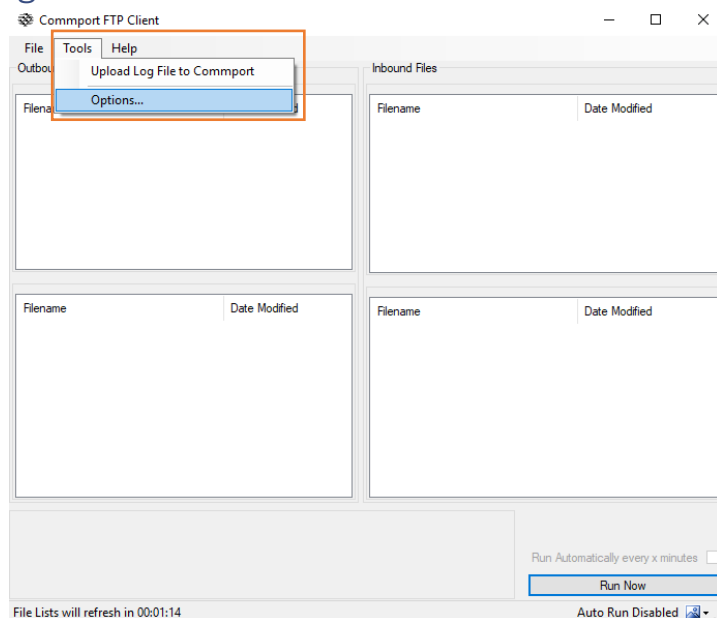 Commport FTP Client
File Tools Help
Upload Log File to Commport
Options...
Inbound Files
Filename Date Modified
Filename Date Modified
Filename Date Modified
Run Automatically every x minutes
Run Now
File Lists will refresh in 00:01:14
Auto Run Disabled